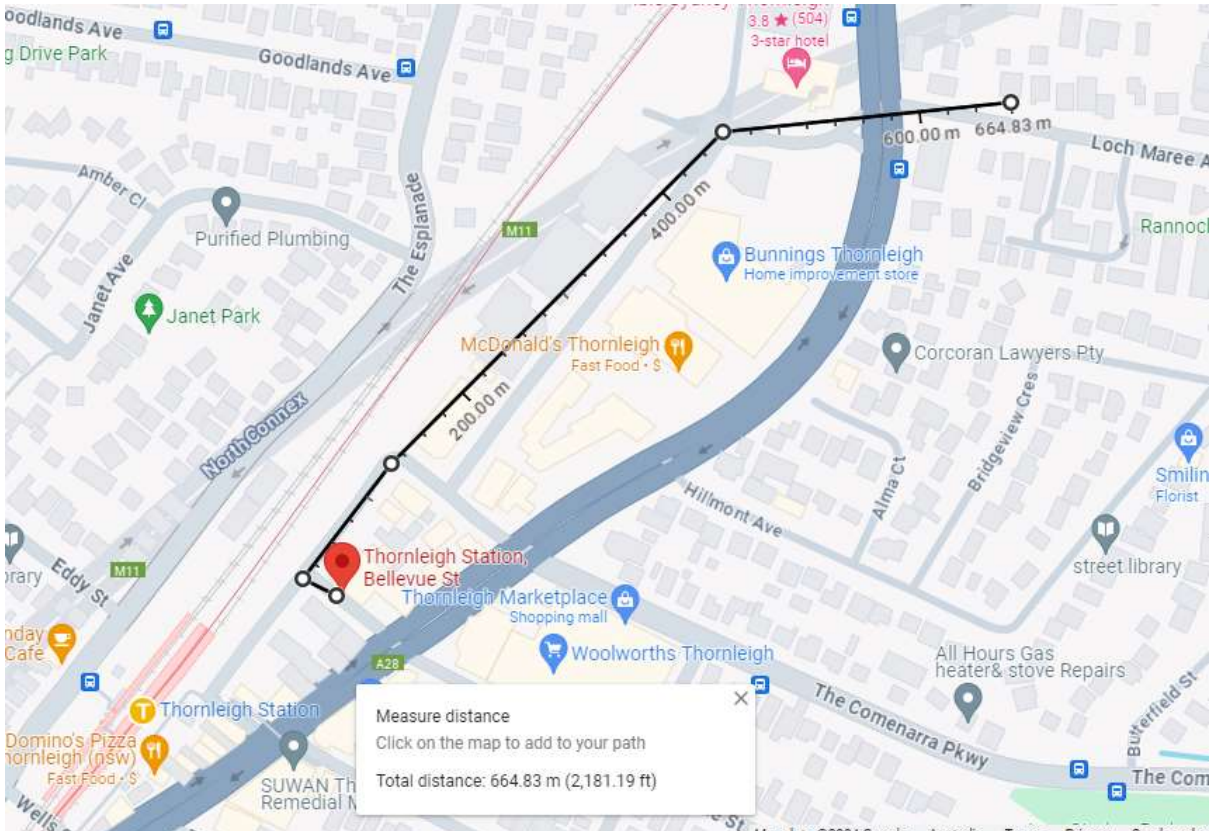 3.8 ★ (504)
3-star hotel
Goodlands Ave
g Drive Park
Goodlands Ave
600.00 m
664.83 m
Loch Maree A
Amber Cl
The Esplanade
400.00 m
Purified Plumbing
M11
Rannoch
Janet Ave
Bunnings Thornleigh
Home improvement store
Janet Park
McDonald's Thornleigh
Fast Food • $
Corcoran Lawyers Pty
200.00 m
NorthConnex
Bridgeview Cres
Alma Ct
Smilin
Florist
Hillmont Ave
Thornleigh Station,
Bellevue St
street library
brary
Eddy St
M11
Thornleigh Marketplace
Shopping mall
nday
Cafe
A28
Woolworths Thornleigh
All Hours Gas
heater& stove Repairs
Butterfield St
Thornleigh Station
The Comenarra Pkwy
Domino's Pizza
hornleigh (nsw)
Fast Food • $
SUWAN Th
Remedial M
The Com
Wells
Measure distance
Click on the map to add to your path
Total distance: 664.83 m (2,181.19 ft)